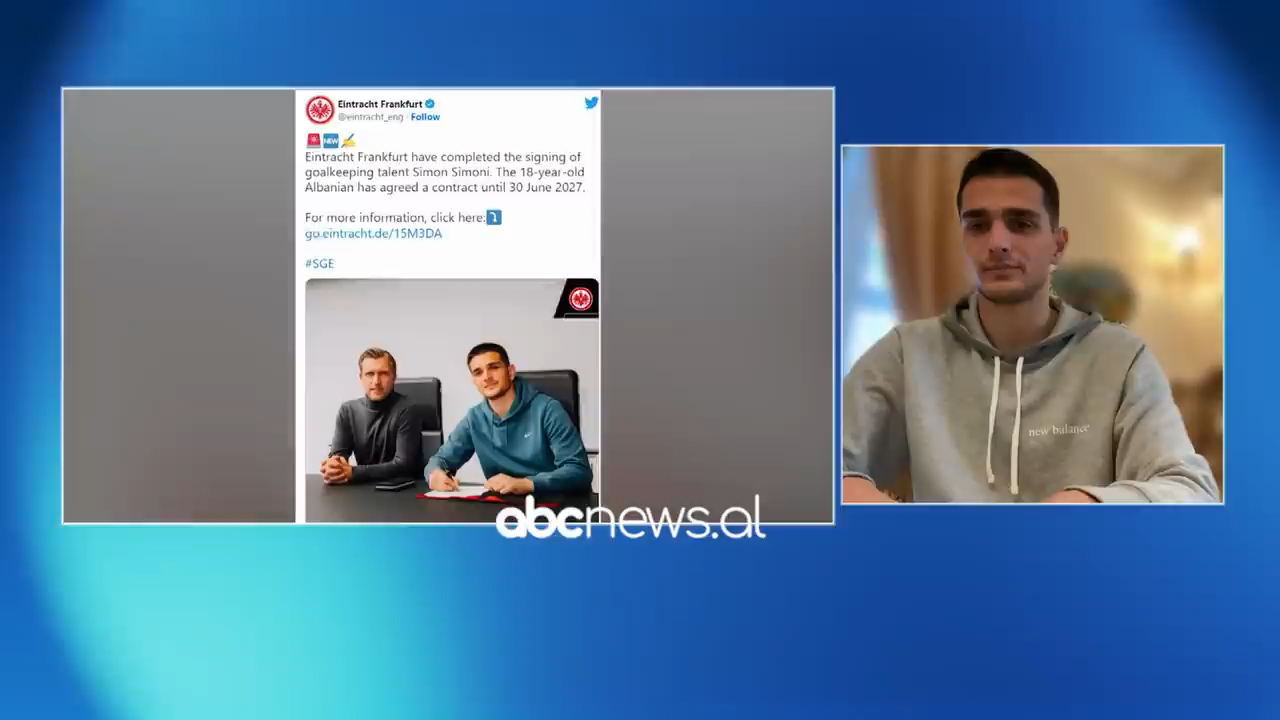 Eintracht Frankfurt
@eintracht_eng · Follow
NEW
Eintracht Frankfurt have completed the signing of
goalkeeping talent Simon Simoni. The 18-year-old
Albanian has agreed a contract until 30 June 2027.
For more information, click here:
go.eintracht.de/15M3DA
#SGE
new balance
abcnews.al